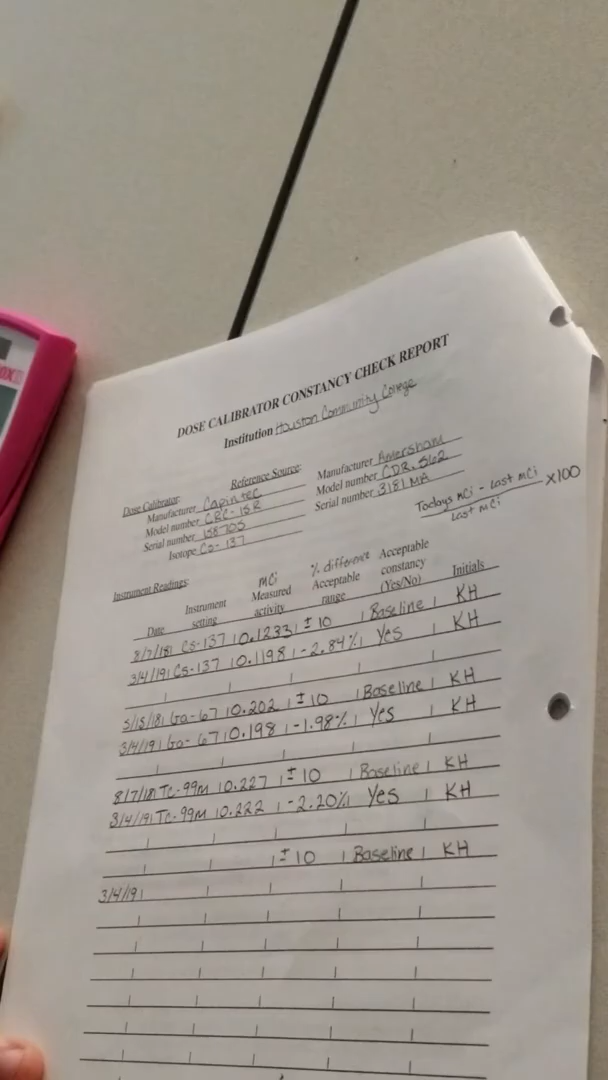 DOSE CALIBRATOR CONSTANCY CHECK REPORT
Institution Houston Community College
Dose Calibrator:
Manufacturer Capintec
Model number CRC-15R
Serial number 158705
Isotope Cs-137
Reference Source:
Manufacturer Amersham
Model number CDR.562
Serial number 3181MA
Todays mCi - Last mCi x100
Last mCi
Instrument Readings:
Date
Instrument setting
mCi Measured activity
% difference Acceptable range
Acceptable constancy (Yes/No)
Initials
8/7/18 Cs-137 0.1233 ±10 Baseline KH
3/4/19 Cs-137 0.1198 -2.84% Yes KH
5/15/18 Ga-67 0.202 ±10 Baseline KH
3/4/19 Ga-67 0.198 -1.98% Yes KH
8/7/18 Tc-99M 0.227 ±10 Baseline KH
3/4/19 Tc-99M 0.222 -2.20% Yes KH
±10 Baseline KH
3/4/19